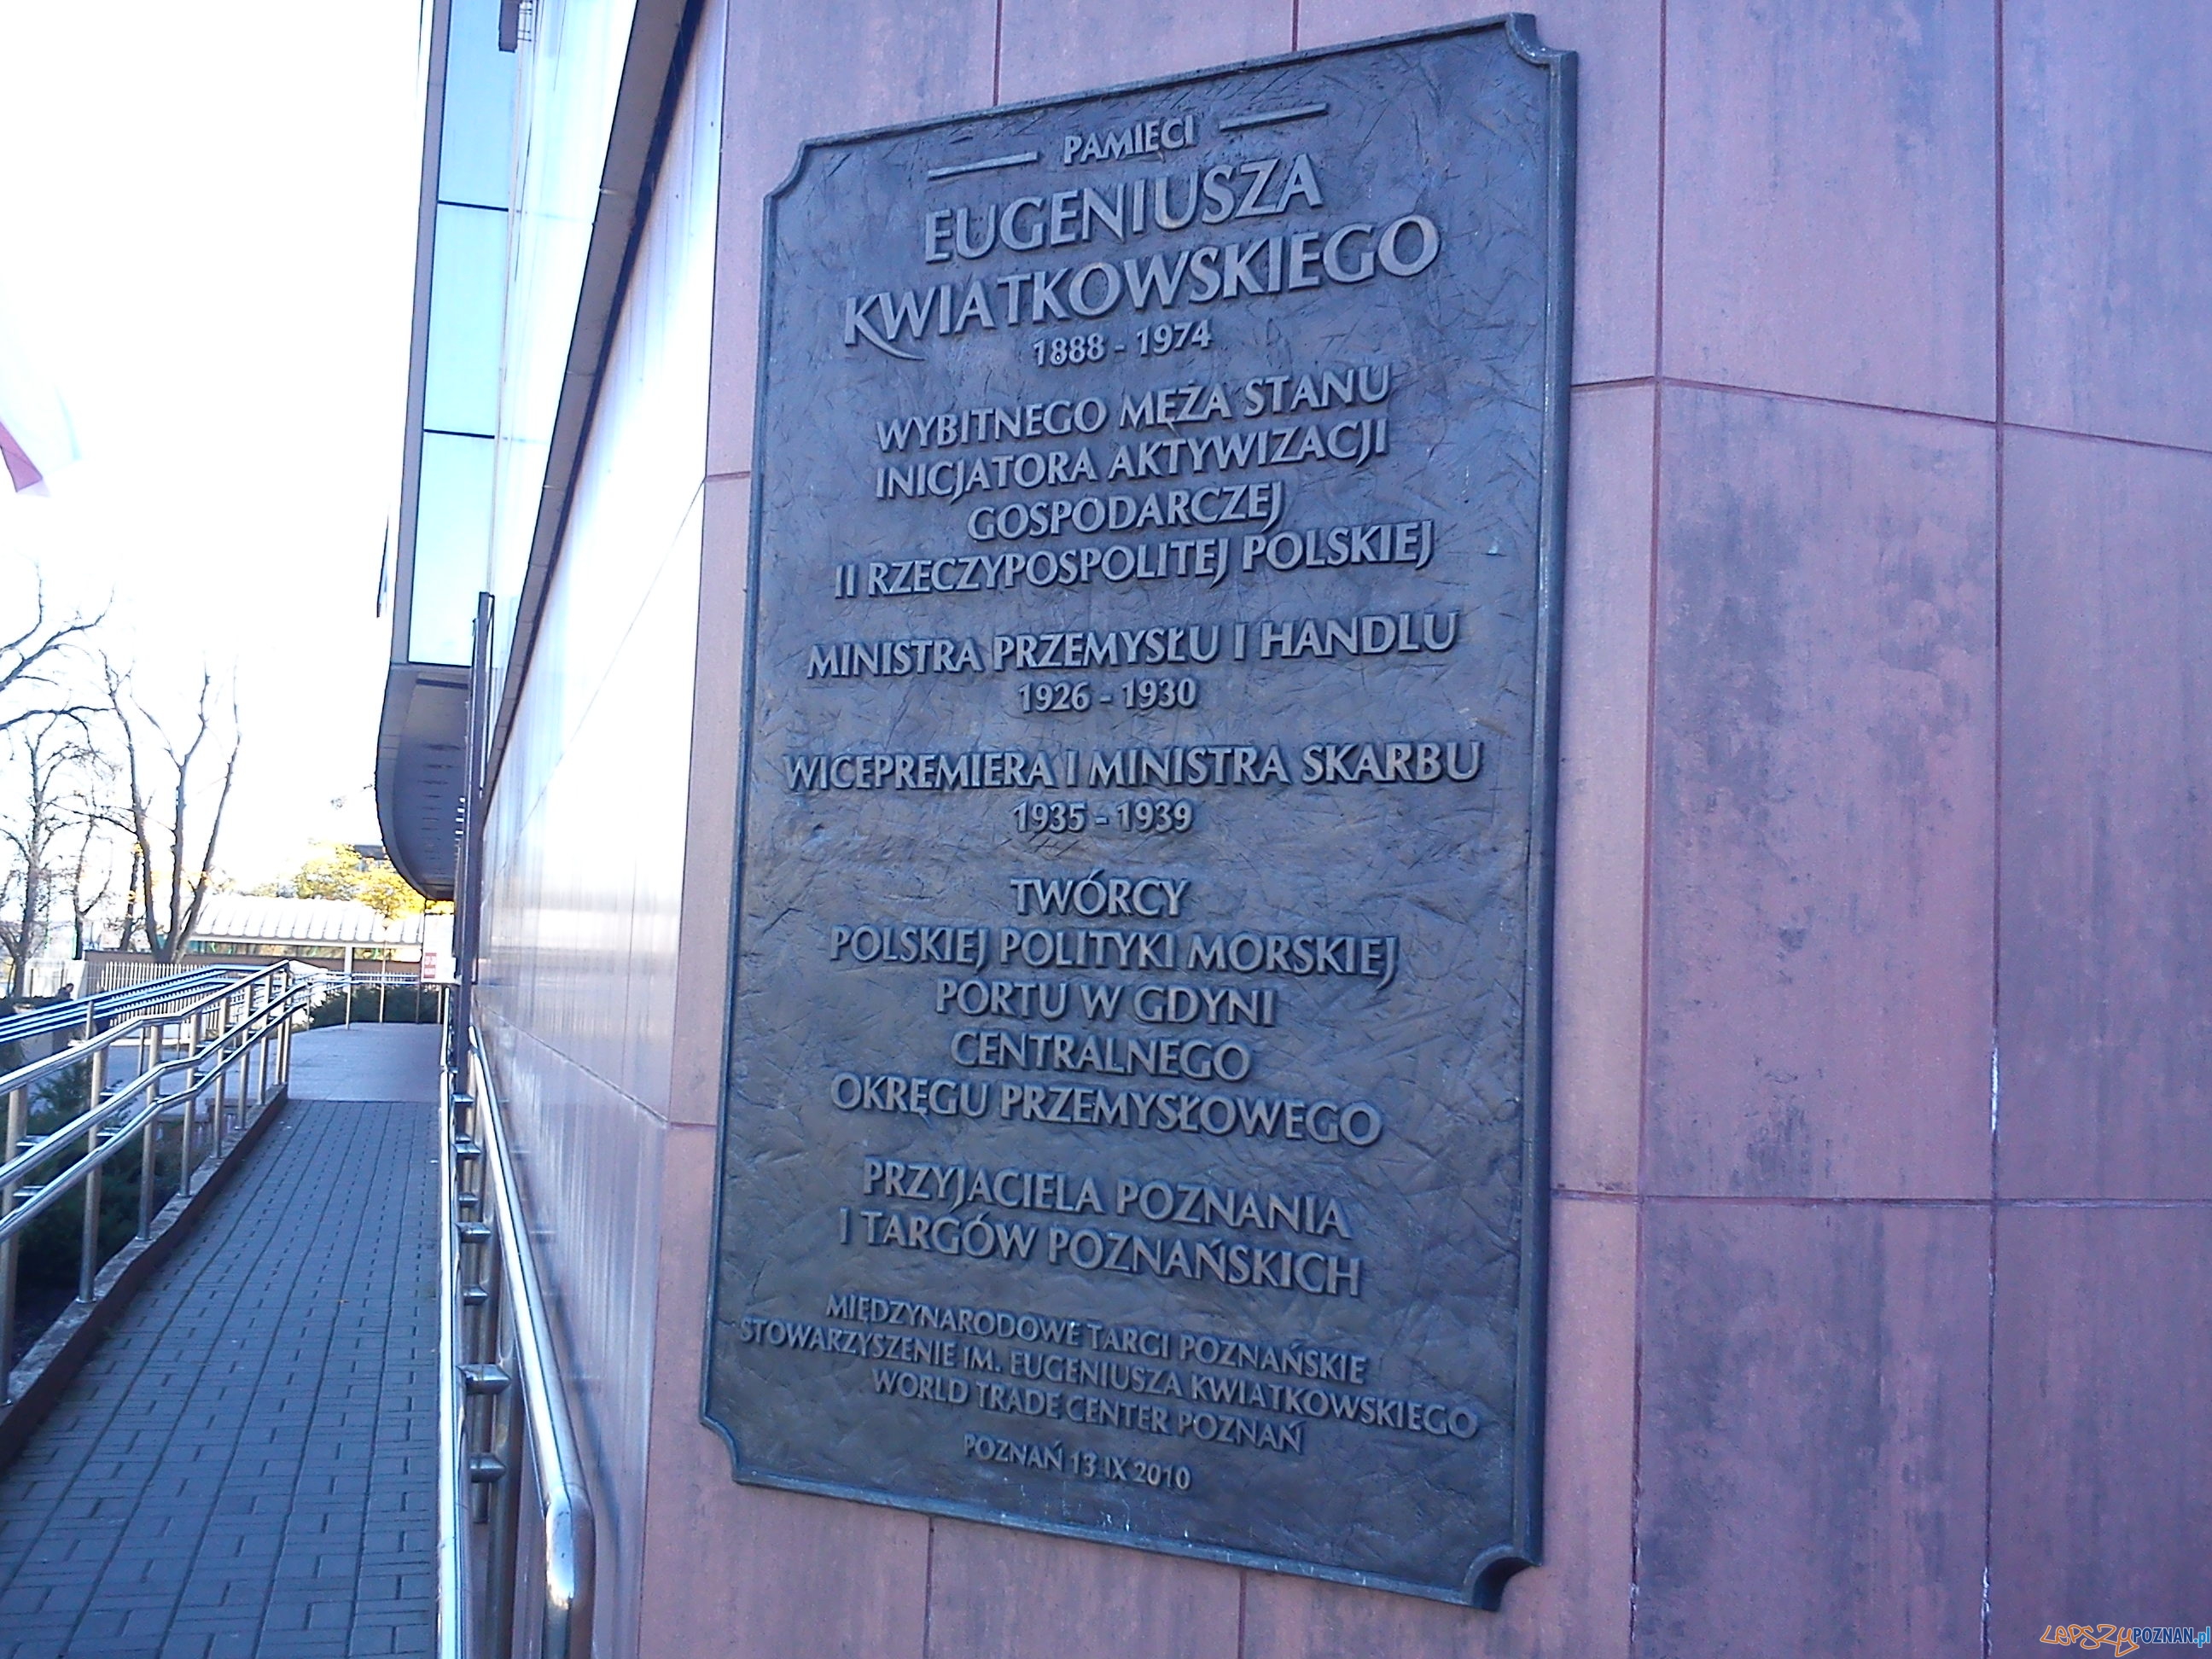 PAMIĘCI
EUGENIUSZA
KWIATKOWSKIEGO
1888 - 1974
WYBITNEGO MĘŻA STANU
INICJATORA AKTYWIZACJI
GOSPODARCZEJ
II RZECZYPOSPOLITEJ POLSKIEJ
MINISTRA PRZEMYSŁU I HANDLU
1926 - 1930
WICEPREMIERA I MINISTRA SKARBU
1935 - 1939
TWÓRCY
POLSKIEJ POLITYKI MORSKIEJ
PORTU W GDYNI
CENTRALNEGO
OKRĘGU PRZEMYSŁOWEGO
PRZYJACIELA POZNANIA
I TARGÓW POZNAŃSKICH
MIĘDZYNARODOWE TARGI POZNAŃSKIE
STOWARZYSZENIE IM. EUGENIUSZA KWIATKOWSKIEGO
WORLD TRADE CENTER POZNAŃ
POZNAŃ 13 IX 2010
LEPSZYPOZNAN.pl